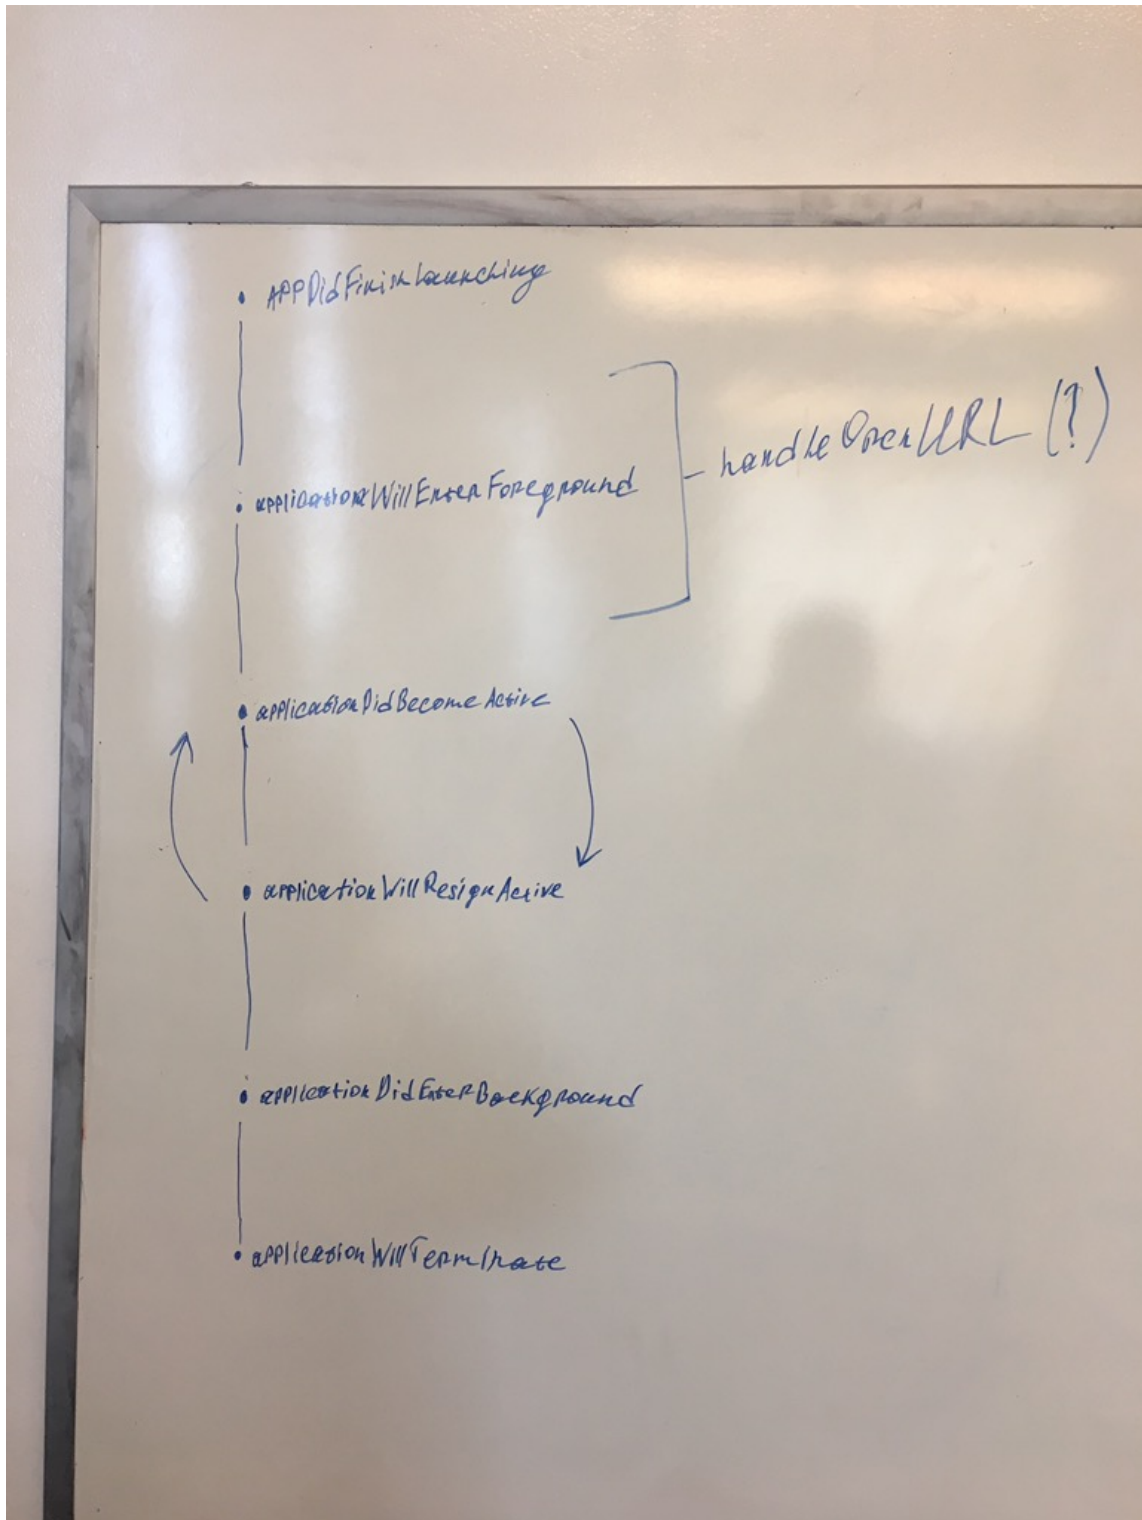 APPDidFinishLaunching
handleOpenURL (?)
applicationWillEnterForeground
applicationDidBecomeActive
applicationWillResignActive
applicationDidEnterBackground
applicationWillTerminate